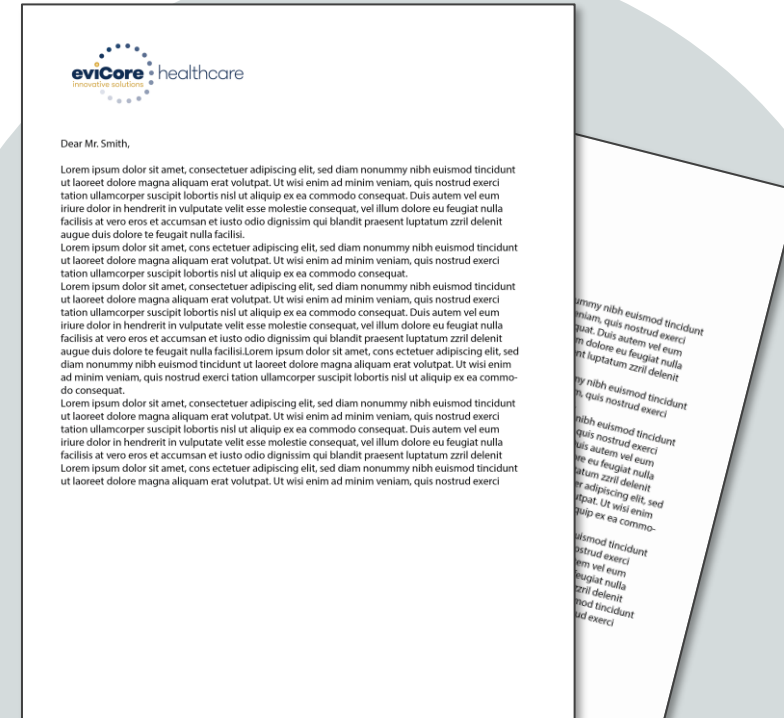 eviCore healthcare
innovative solutions
Dear Mr. Smith,
Lorem ipsum dolor sit amet, consectetuer adipiscing elit, sed diam nonummy nibh euismod tincidunt
ut laoreet dolore magna aliquam erat volutpat. Ut wisi enim ad minim veniam, quis nostrud exerci
tation ullamcorper suscipit lobortis nisl ut aliquip ex ea commodo consequat. Duis autem vel eum
iriure dolor in hendrerit in vulputate velit esse molestie consequat, vel illum dolore eu feugiat nulla
facilisis at vero eros et accumsan et iusto odio dignissim qui blandit praesent luptatum zzril delenit
augue duis dolore te feugait nulla facilisi.
Lorem ipsum dolor sit amet, cons ectetuer adipiscing elit, sed diam nonummy nibh euismod tincidunt
ut laoreet dolore magna aliquam erat volutpat. Ut wisi enim ad minim veniam, quis nostrud exerci
tation ullamcorper suscipit lobortis nisl ut aliquip ex ea commodo consequat.
Lorem ipsum dolor sit amet, consectetuer adipiscing elit, sed diam nonummy nibh euismod tincidunt
ut laoreet dolore magna aliquam erat volutpat. Ut wisi enim ad minim veniam, quis nostrud exerci
tation ullamcorper suscipit lobortis nisl ut aliquip ex ea commodo consequat. Duis autem vel eum
iriure dolor in hendrerit in vulputate velit esse molestie consequat, vel illum dolore eu feugiat nulla
facilisis at vero eros et accumsan et iusto odio dignissim qui blandit praesent luptatum zzril delenit
augue duis dolore te feugait nulla facilisi.Lorem ipsum dolor sit amet, cons ectetuer adipiscing elit, sed
diam nonummy nibh euismod tincidunt ut laoreet dolore magna aliquam erat volutpat. Ut wisi enim
ad minim veniam, quis nostrud exerci tation ullamcorper suscipit lobortis nisl ut aliquip ex ea commo-
do consequat.
Lorem ipsum dolor sit amet, consectetuer adipiscing elit, sed diam nonummy nibh euismod tincidunt
ut laoreet dolore magna aliquam erat volutpat. Ut wisi enim ad minim veniam, quis nostrud exerci
tation ullamcorper suscipit lobortis nisl ut aliquip ex ea commodo consequat. Duis autem vel eum
iriure dolor in hendrerit in vulputate velit esse molestie consequat, vel illum dolore eu feugiat nulla
facilisis at vero eros et accumsan et iusto odio dignissim qui blandit praesent luptatum zzril delenit
Lorem ipsum dolor sit amet, cons ectetuer adipiscing elit, sed diam nonummy nibh euismod tincidunt
ut laoreet dolore magna aliquam erat volutpat. Ut wisi enim ad minim veniam, quis nostrud exerci
nibh euismod tincidunt
quis nostrud exerci
Duis autem vel eum
dolore eu feugiat nulla
luptatum zzril delenit
nibh euismod tincidunt
quis nostrud exerci
nibh euismod tincidunt
quis nostrud exerci
autem vel eum
eu feugiat nulla
zzril delenit
adipiscing elit, sed
Ut wisi enim
ex ea commo-
tincidunt
exerci
vel eum
nulla
delenit
tincidunt
exerci